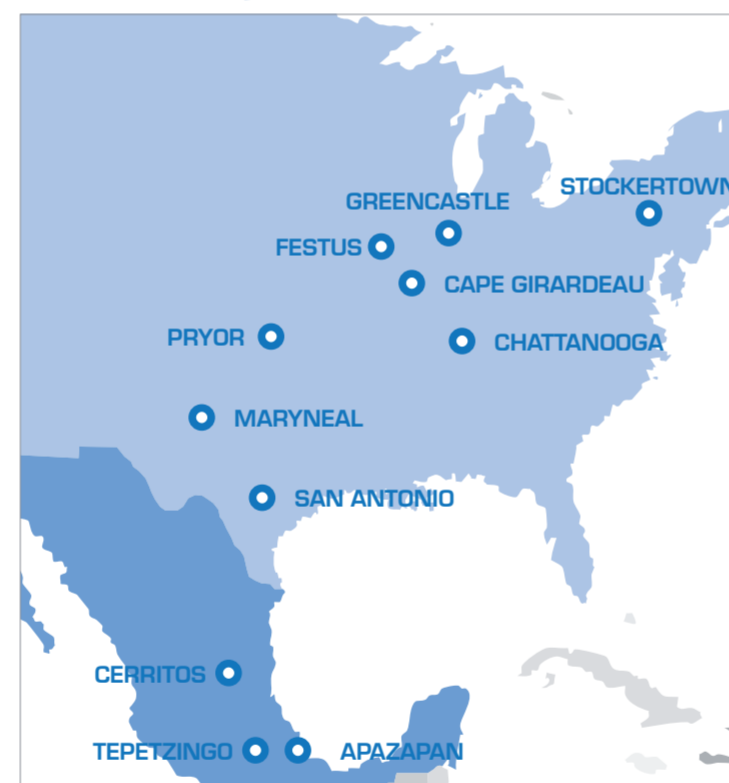 STOCKERTOWN
GREENCASTLE
FESTUS
CAPE GIRARDEAU
PRYOR
CHATTANOOGA
MARYNEAL
SAN ANTONIO
CERRITOS
TEPETZINGO
APAZAPAN